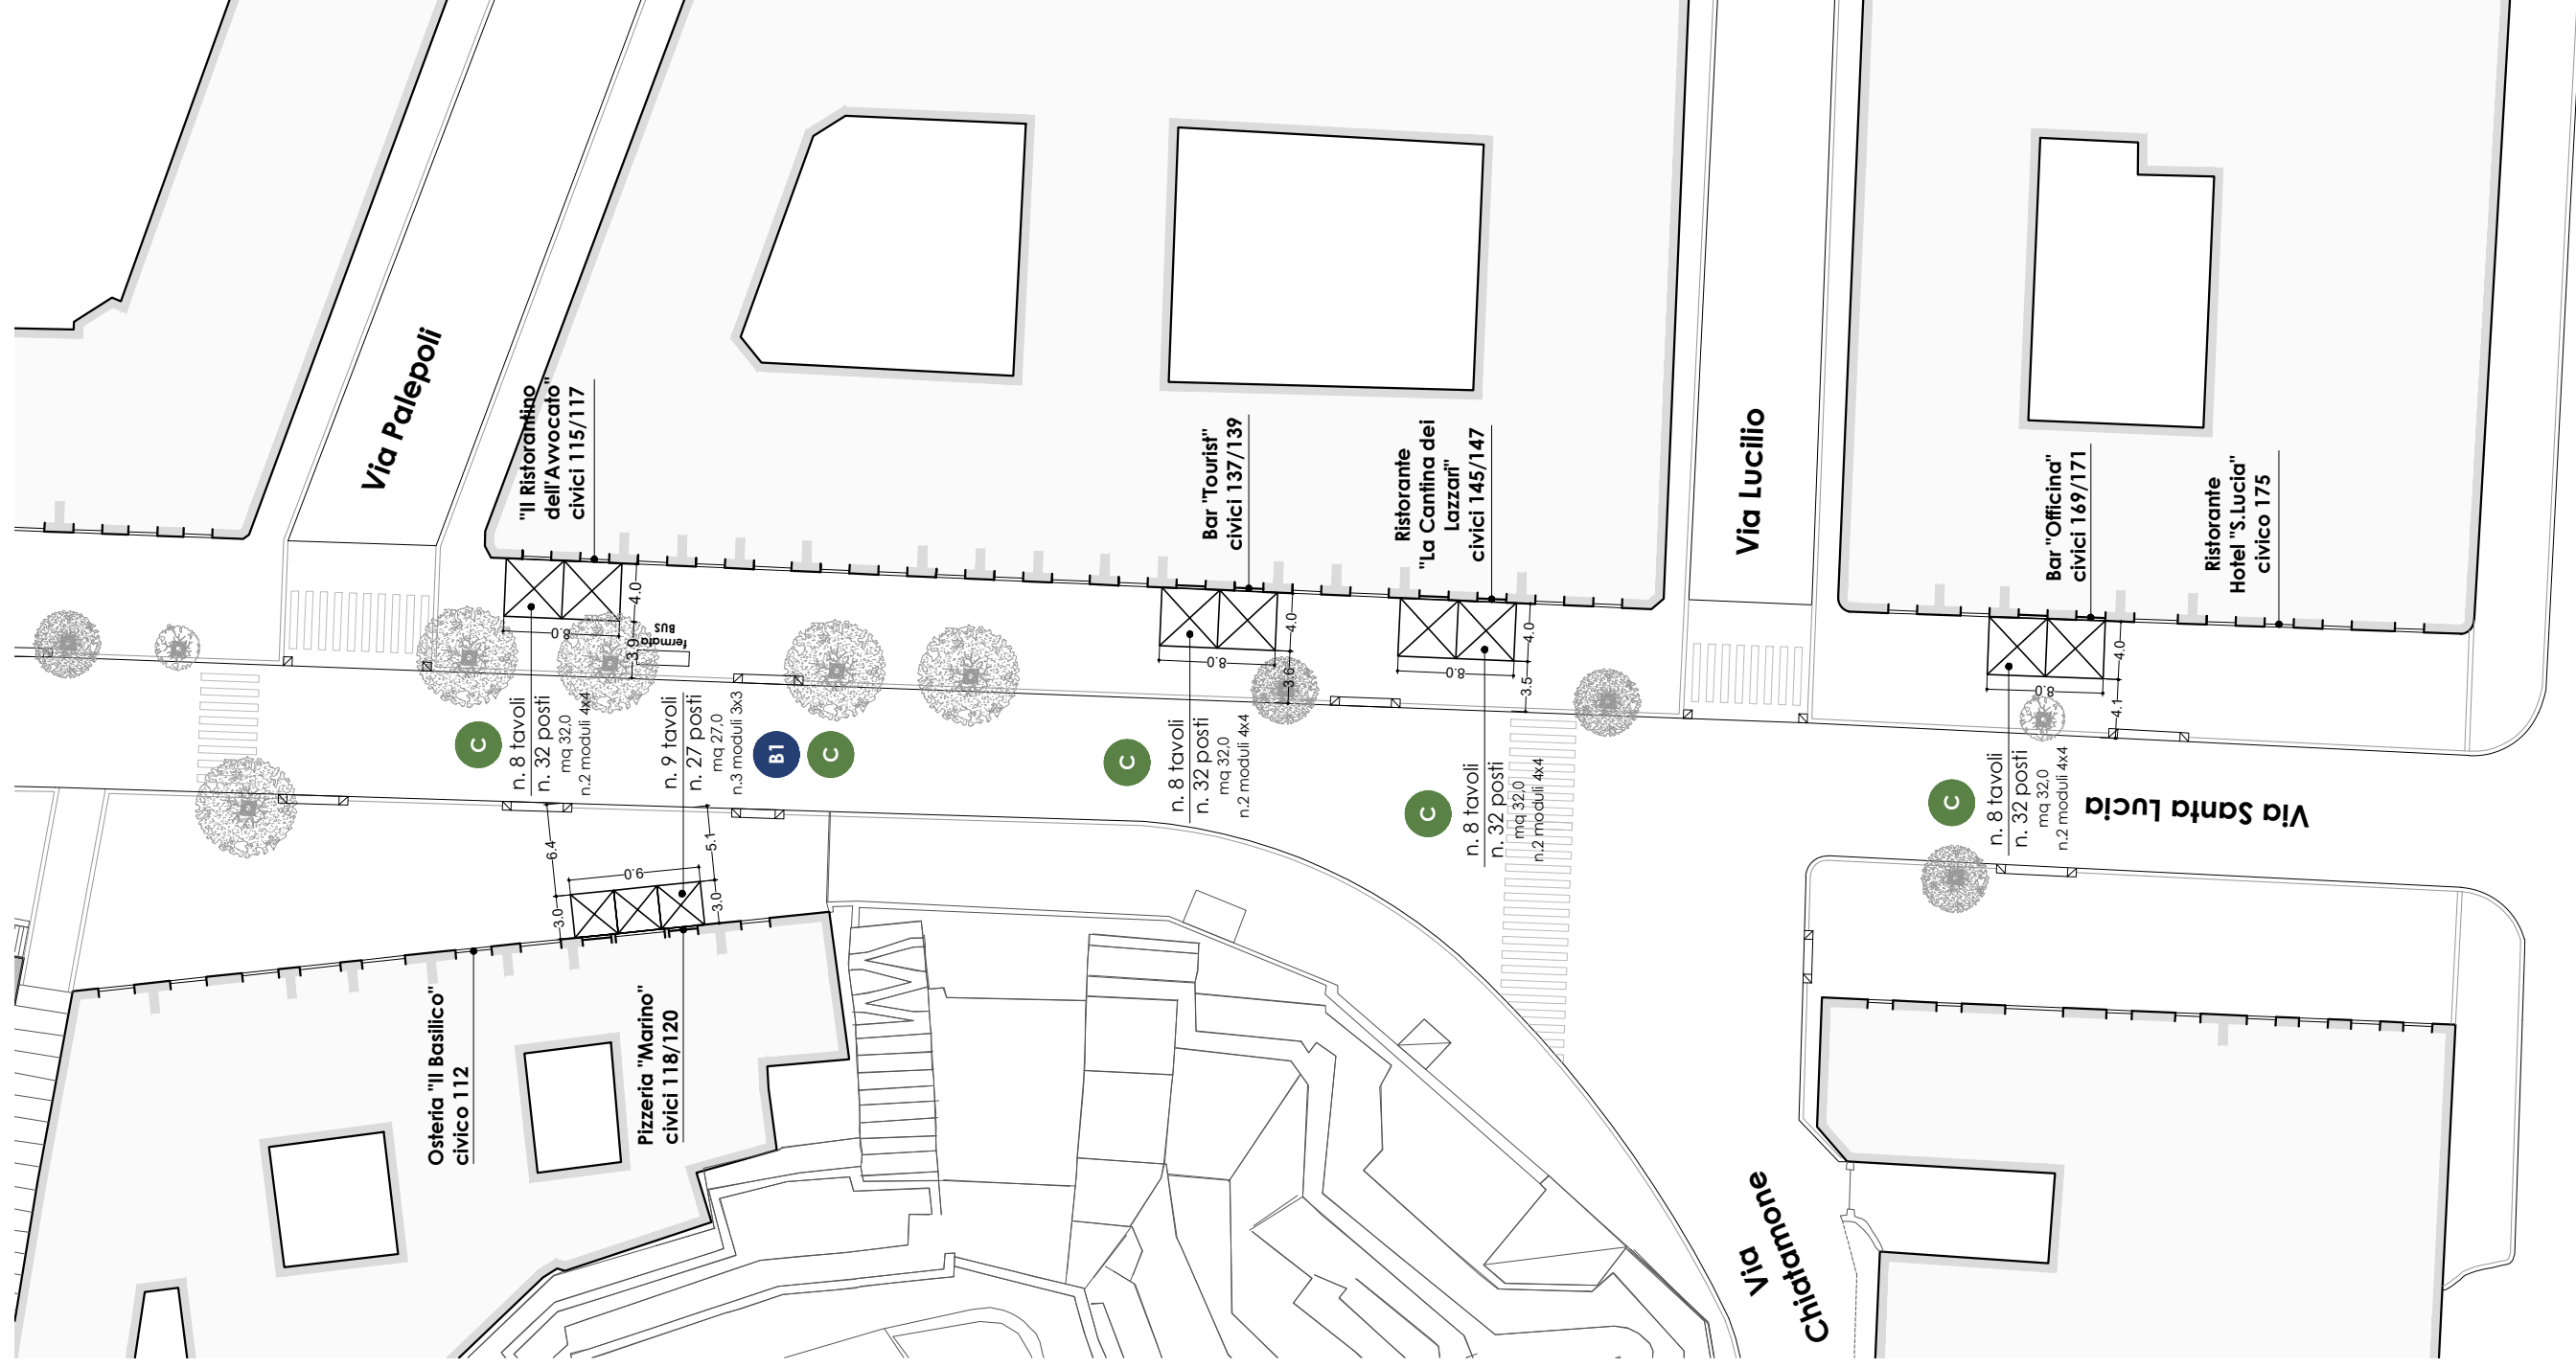 Via Palepoli
"Il Ristorantino
dell'Avvocato"
civici 115/117
Bar "Tourist"
civici 137/139
Ristorante
"La Cantina dei
Lazzari"
civici 145/147
Via Lucilio
Bar "Officina"
civici 169/171
Ristorante
Hotel "S.Lucia"
civico 175
4.0
8.0
3.9
fermata
BUS
4.0
8.0
3.6
4.0
8.0
3.5
4.0
8.0
4.1
C
n. 8 tavoli
n. 32 posti
mq 32,0
n.2 moduli 4x4
n. 9 tavoli
n. 27 posti
mq 27,0
n.3 moduli 3x3
B1
C
C
n. 8 tavoli
n. 32 posti
mq 32,0
n.2 moduli 4x4
C
n. 8 tavoli
n. 32 posti
mq 32,0
n.2 moduli 4x4
C
n. 8 tavoli
n. 32 posti
mq 32,0
n.2 moduli 4x4
Via Santa Lucia
6.4
5.1
9.0
3.0
3.0
Osteria "Il Basilico"
civico 112
Pizzeria "Marino"
civici 118/120
Via
Chiatamone